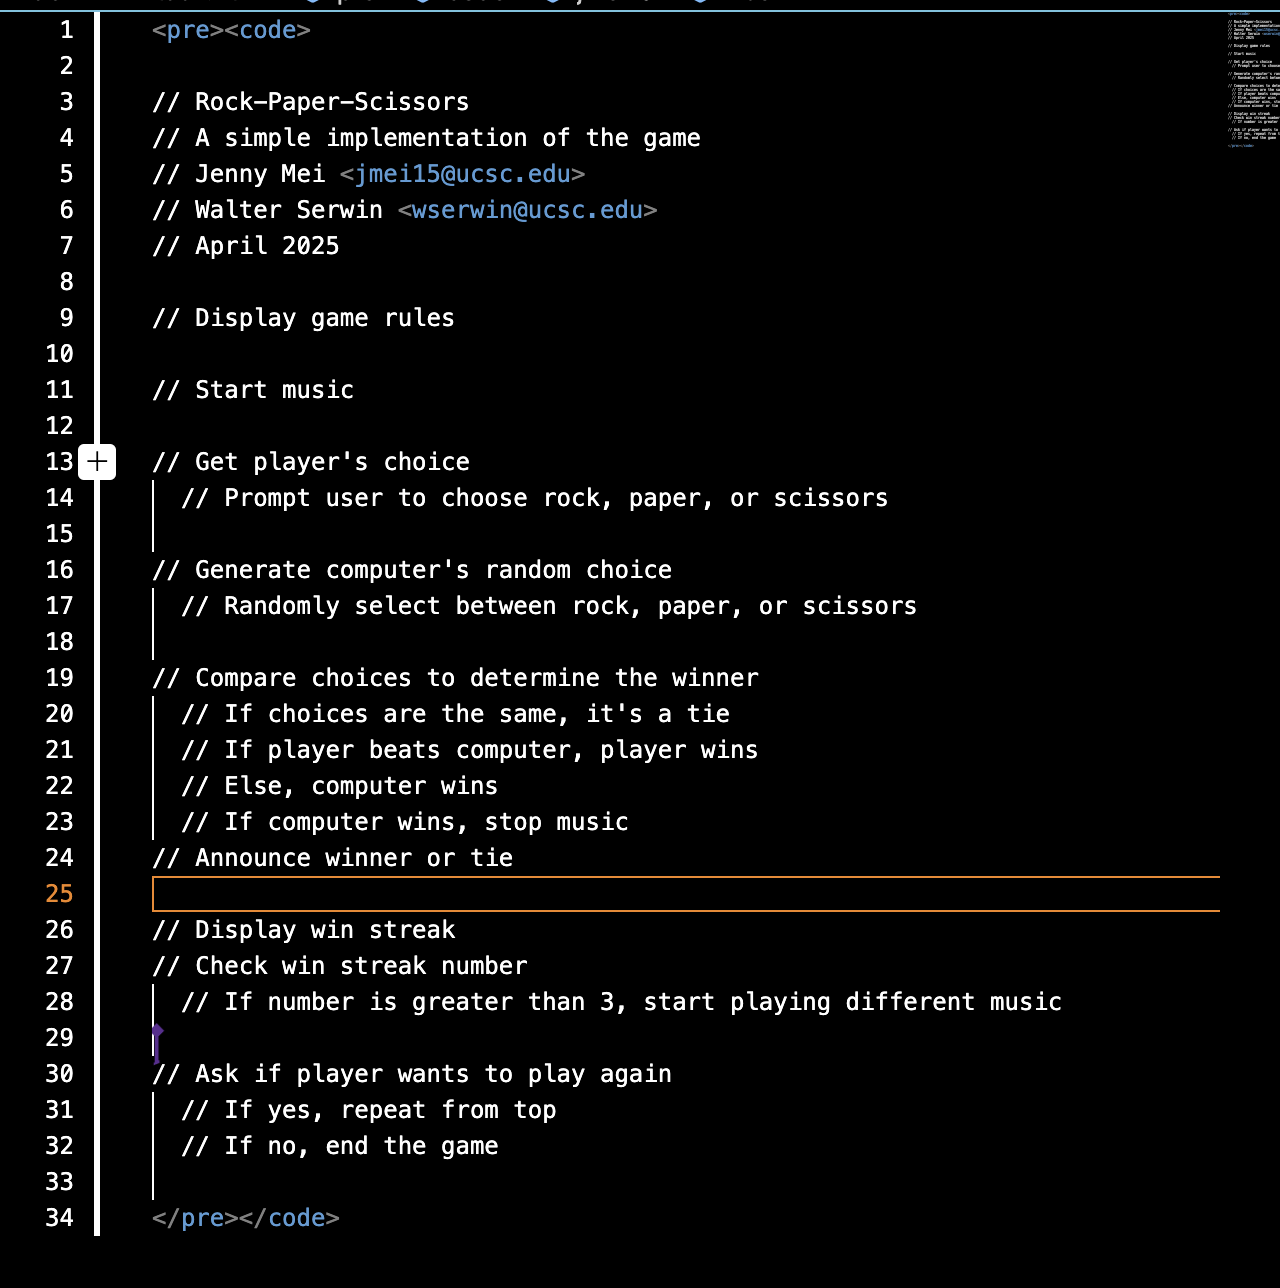 1 <pre><code>
2
3 // Rock-Paper-Scissors
4 // A simple implementation of the game
5 // Jenny Mei <jmei15@ucsc.edu>
6 // Walter Serwin <wserwin@ucsc.edu>
7 // April 2025
8
9 // Display game rules
10
11 // Start music
12
13 // Get player's choice
14 // Prompt user to choose rock, paper, or scissors
15
16 // Generate computer's random choice
17 // Randomly select between rock, paper, or scissors
18
19 // Compare choices to determine the winner
20 // If choices are the same, it's a tie
21 // If player beats computer, player wins
22 // Else, computer wins
23 // If computer wins, stop music
24 // Announce winner or tie
25
26 // Display win streak
27 // Check win streak number
28 // If number is greater than 3, start playing different music
29
30 // Ask if player wants to play again
31 // If yes, repeat from top
32 // If no, end the game
33
34 </pre></code>